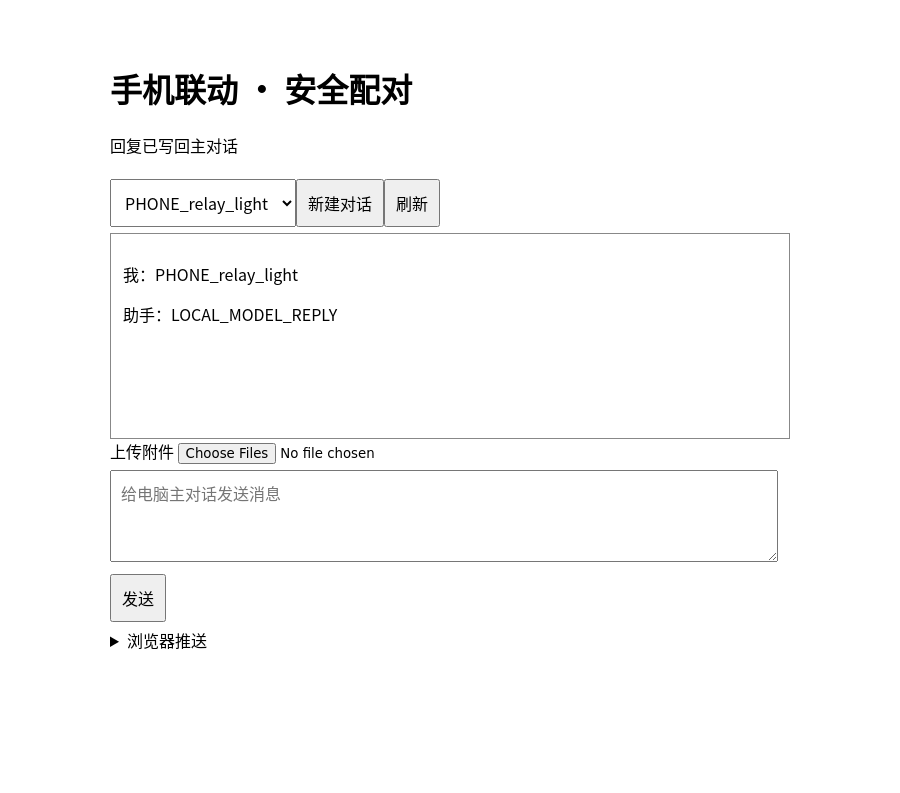 手机联动 · 安全配对
回复已写回主对话
PHONE_relay_light 新建对话 刷新
我：PHONE_relay_light
助手：LOCAL_MODEL_REPLY
上传附件 Choose Files No file chosen
给电脑主对话发送消息
发送
浏览器推送